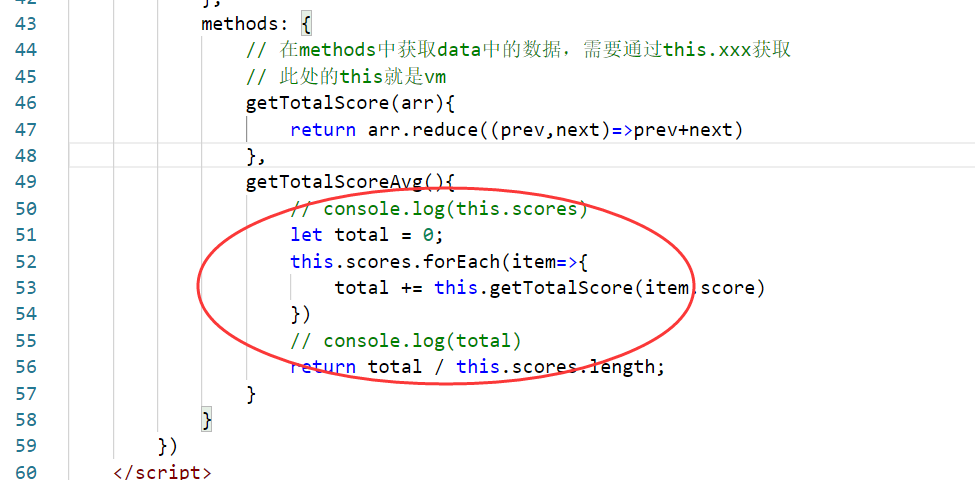 42 },
43 methods: {
44 // 在methods中获取data中的数据，需要通过this.xxx获取
45 // 此处的this就是vm
46 getTotalScore(arr){
47 return arr.reduce((prev,next)=>prev+next)
48 },
49 getTotalScoreAvg(){
50 // console.log(this.scores)
51 let total = 0;
52 this.scores.forEach(item=>{
53 total += this.getTotalScore(item.score)
54 })
55 // console.log(total)
56 return total / this.scores.length;
57 }
58 }
59 })
60 </script>